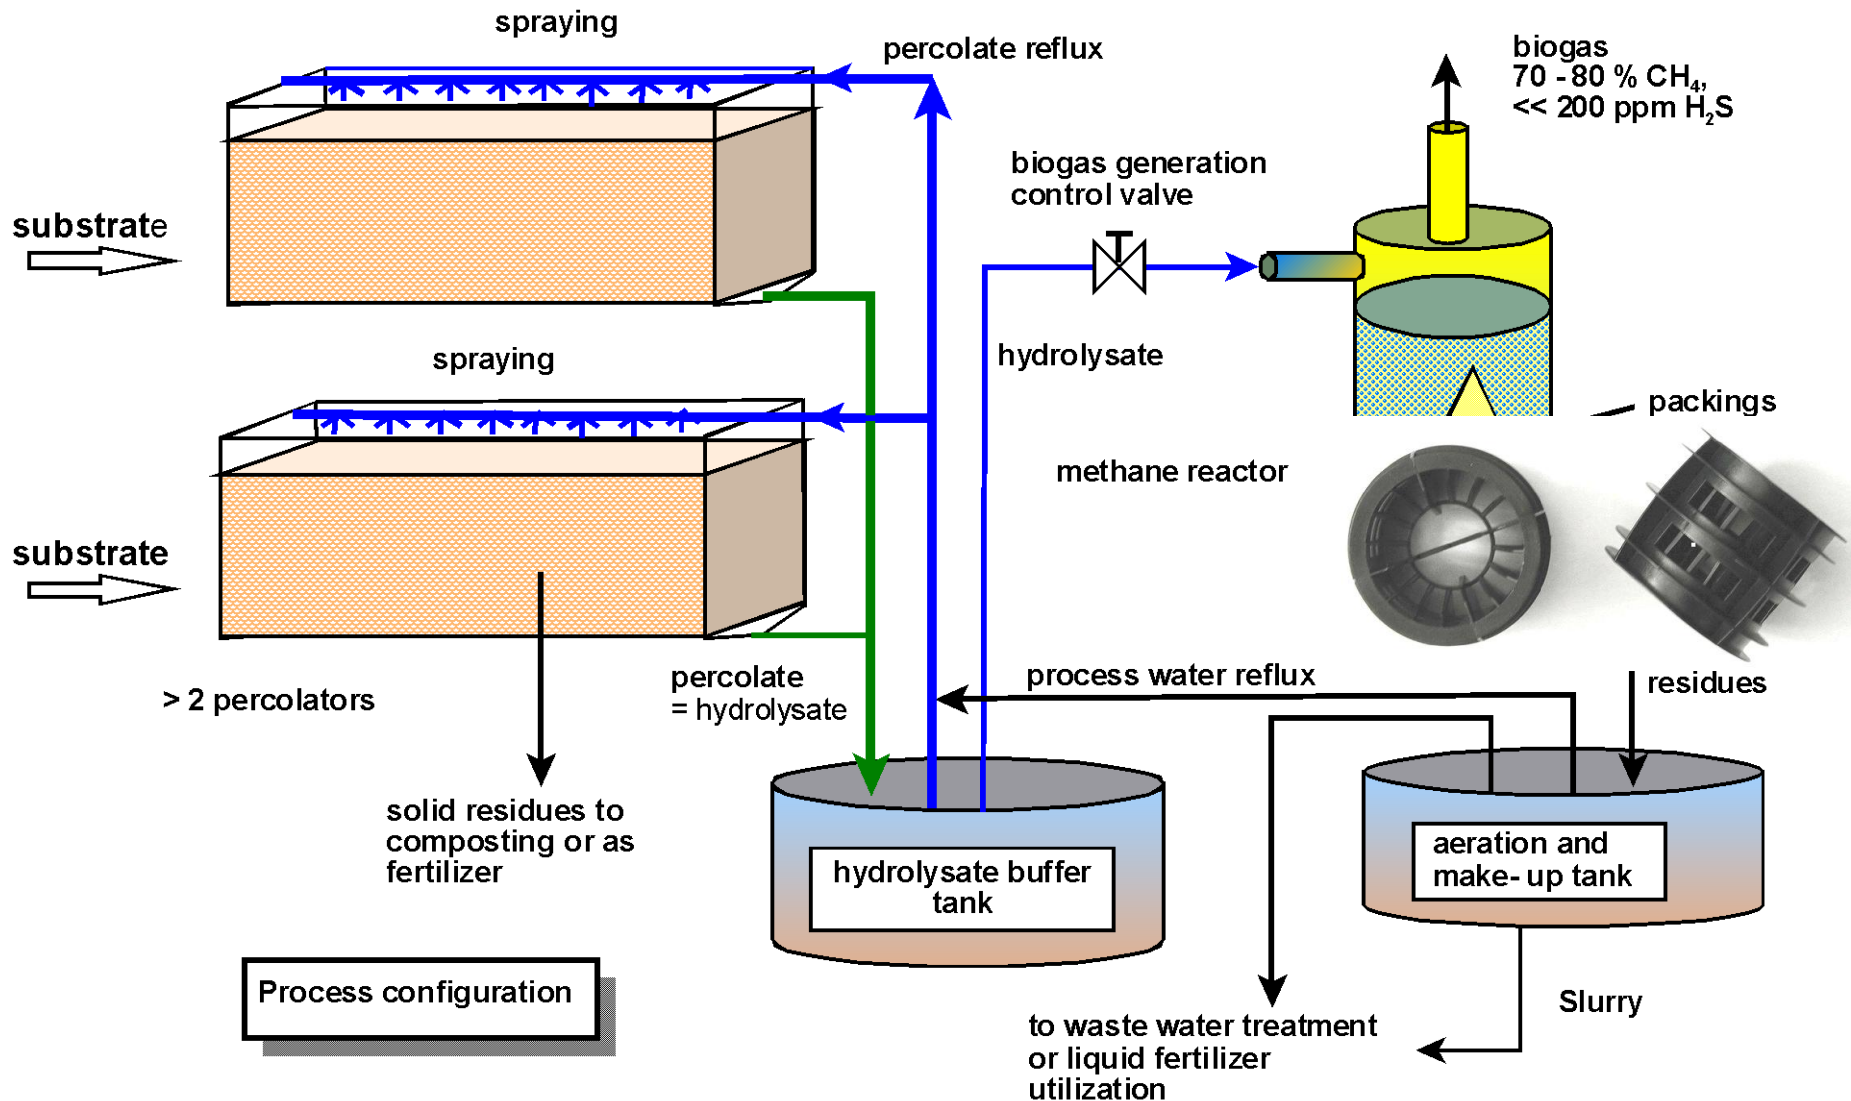 spraying
percolate reflux
biogas
70 - 80 % CH₄,
<< 200 ppm H₂S
biogas generation
control valve
substrate
hydrolysate
spraying
packings
methane reactor
substrate
process water reflux
residues
percolate
= hydrolysate
> 2 percolators
solid residues to
composting or as
fertilizer
hydrolysate buffer
tank
aeration and
make- up tank
Process configuration
Slurry
to waste water treatment
or liquid fertilizer
utilization